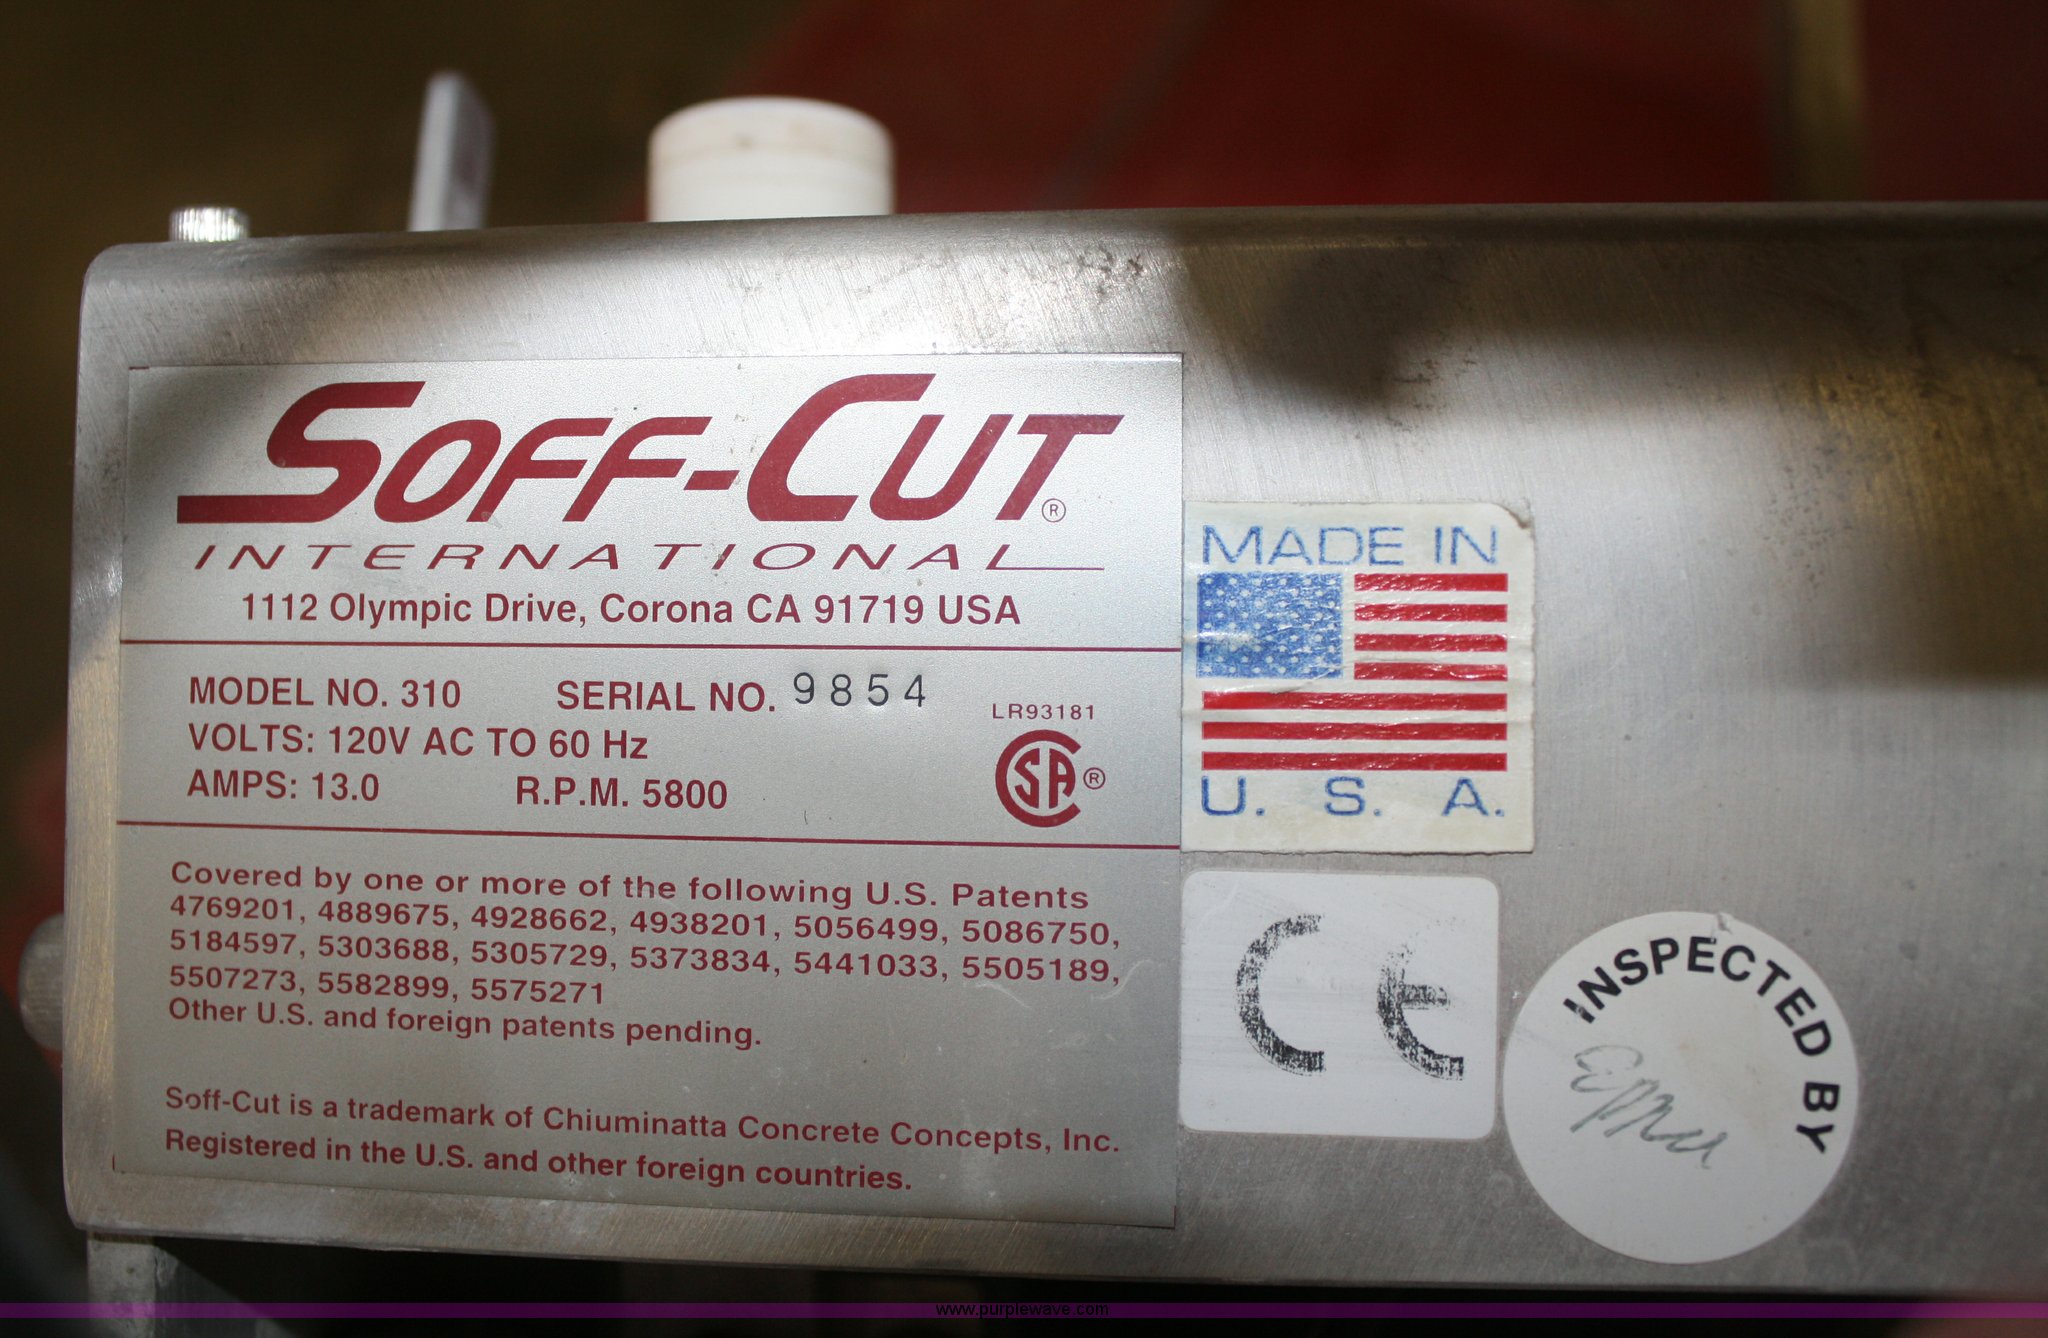 SOFF-CUT®
INTERNATIONAL
1112 Olympic Drive, Corona CA 91719 USA
MODEL NO. 310 SERIAL NO. 9854
LR93181
VOLTS: 120V AC TO 60 Hz
AMPS: 13.0 R.P.M. 5800
CSA®
Covered by one or more of the following U.S. Patents
4769201, 4889675, 4928662, 4938201, 5056499, 5086750,
5184597, 5303688, 5305729, 5373834, 5441033, 5505189,
5507273, 5582899, 5575271
Other U.S. and foreign patents pending.
Soff-Cut is a trademark of Chiuminatta Concrete Concepts, Inc.
Registered in the U.S. and other foreign countries.
MADE IN
U. S. A.
CE
INSPECTED BY
www.purplewave.com